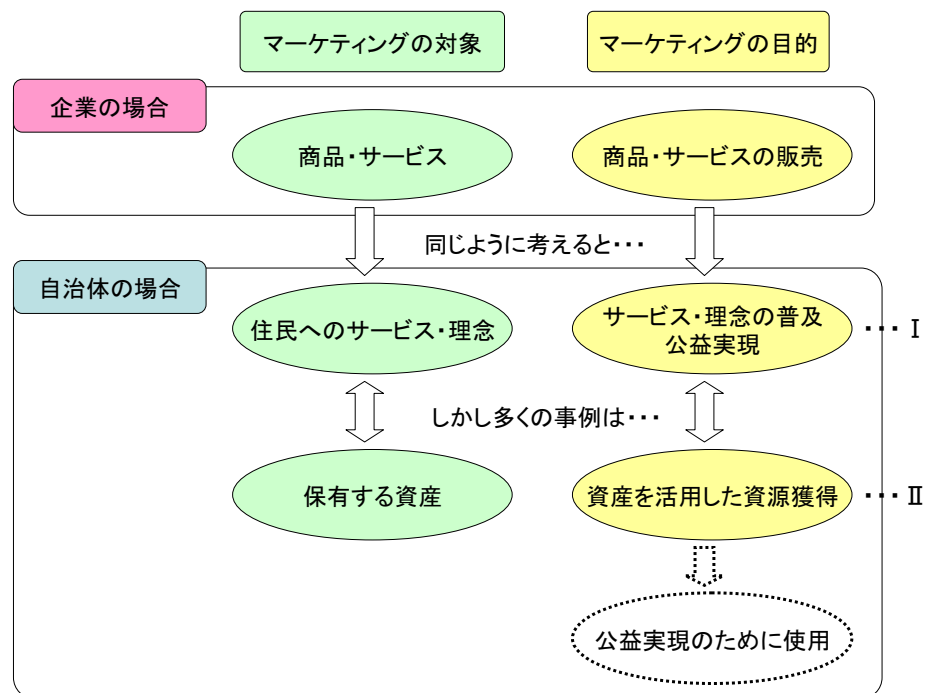 マーケティングの対象
マーケティングの目的
企業の場合
商品・サービス
商品・サービスの販売
同じように考えると・・・
自治体の場合
住民へのサービス・理念
サービス・理念の普及
公益実現
・・・Ⅰ
しかし多くの事例は・・・
保有する資産
資産を活用した資源獲得
・・・Ⅱ
公益実現のために使用